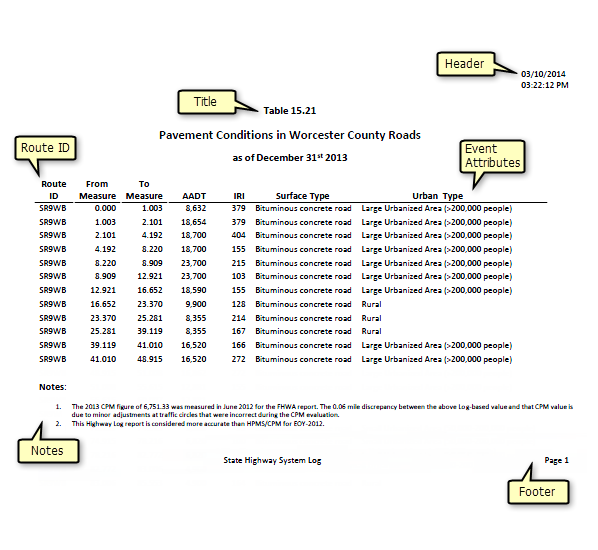 Header
03/10/2014
03:22:12 PM
Title
Table 15.21
Pavement Conditions in Worcester County Roads
as of December 31st 2013
Route ID
Event Attributes
Route ID From Measure To Measure AADT IRI Surface Type Urban Type
SR9WB 0.000 1.003 8,632 379 Bituminous concrete road Large Urbanized Area (>200,000 people)
SR9WB 1.003 2.101 18,654 379 Bituminous concrete road Large Urbanized Area (>200,000 people)
SR9WB 2.101 4.192 18,700 404 Bituminous concrete road Large Urbanized Area (>200,000 people)
SR9WB 4.192 8.220 18,700 155 Bituminous concrete road Large Urbanized Area (>200,000 people)
SR9WB 8.220 8.909 23,700 215 Bituminous concrete road Large Urbanized Area (>200,000 people)
SR9WB 8.909 12.921 23,700 103 Bituminous concrete road Large Urbanized Area (>200,000 people)
SR9WB 12.921 16.652 18,590 155 Bituminous concrete road Large Urbanized Area (>200,000 people)
SR9WB 16.652 23.370 9,900 128 Bituminous concrete road Rural
SR9WB 23.370 25.281 8,355 214 Bituminous concrete road Rural
SR9WB 25.281 39.119 8,355 167 Bituminous concrete road Rural
SR9WB 39.119 41.010 16,520 166 Bituminous concrete road Large Urbanized Area (>200,000 people)
SR9WB 41.010 48.915 16,520 272 Bituminous concrete road Large Urbanized Area (>200,000 people)
Notes:
1. The 2013 CPM figure of 6,751.33 was measured in June 2012 for the FHWA report. The 0.06 mile discrepancy between the above Log-based value and that CPM value is
due to minor adjustments at traffic circles that were incorrect during the CPM evaluation.
2. This Highway Log report is considered more accurate than HPMS/CPM for EOY-2012.
Notes
State Highway System Log
Page 1
Footer